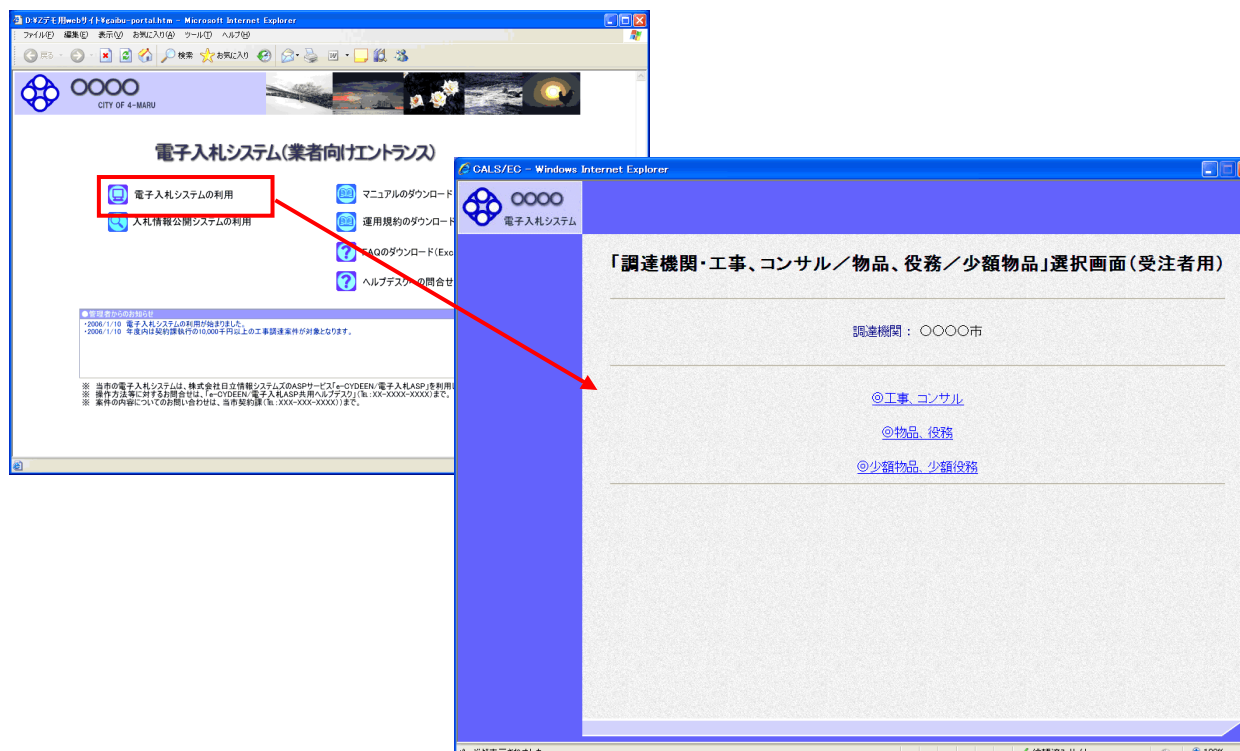 D:¥Zデモ用webサイト¥gaibu-portal.htm - Microsoft Internet Explorer
ファイル(F) 編集(E) 表示(V) お気に入り(A) ツール(T) ヘルプ(H)
戻る 検索 お気に入り
〇〇〇〇
CITY OF 4-MARU
電子入札システム(業者向けエントランス)
電子入札システムの利用
マニュアルのダウンロード
入札情報公開システムの利用
運用規約のダウンロード
FAQのダウンロード(Exc
ヘルプデスクへの問合せ
●管理者からのお知らせ
・2006/1/10 電子入札システムの利用が始まりました。
・2006/1/10 年度内は契約課執行の10,000千円以上の工事調達案件が対象となります。
※ 当市の電子入札システムは、株式会社日立情報システムズのASPサービス「e-CYDEEN/電子入札ASP」を利用し
※ 操作方法等に対するお問合せは、「e-CYDEEN/電子入札ASP共用ヘルプデスク」(℡:XX-XXXX-XXXX)まで。
※ 案件の内容についてのお問い合わせは、当市契約課(℡:XXX-XXX-XXXX))まで。
CALS/EC - Windows Internet Explorer
〇〇〇〇
電子入札システム
「調達機関・工事、コンサル／物品、役務／少額物品」選択画面(受注者用)
調達機関： 〇〇〇〇市
◎工事、コンサル
◎物品、役務
◎少額物品、少額役務